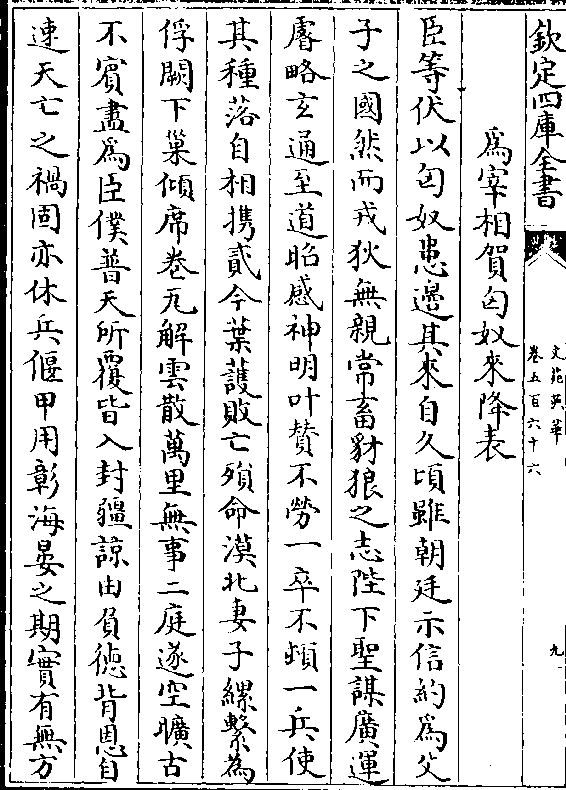 欽定四庫全書
文苑英華
卷五百六十六
九
為宰相賀匈奴來降表
臣等伏以匈奴患邊其來自久頃雖朝廷示信約為父
子之國然而戎狄無親常畜豺狼之志陛下聖謀廣運
睿略玄通至道昭感神明叶賛不勞一卒不頓一兵使
其種落自相携貳今葉護敗亡殞命漠北妻子縲繫為
俘闕下巢傾席卷瓦解雲散萬里無事二庭遂空曠古
不賓盡為臣僕普天所覆皆入封疆諒由負徳背恩自
速天亡之禍固亦休兵偃甲用彰海晏之期實有無方